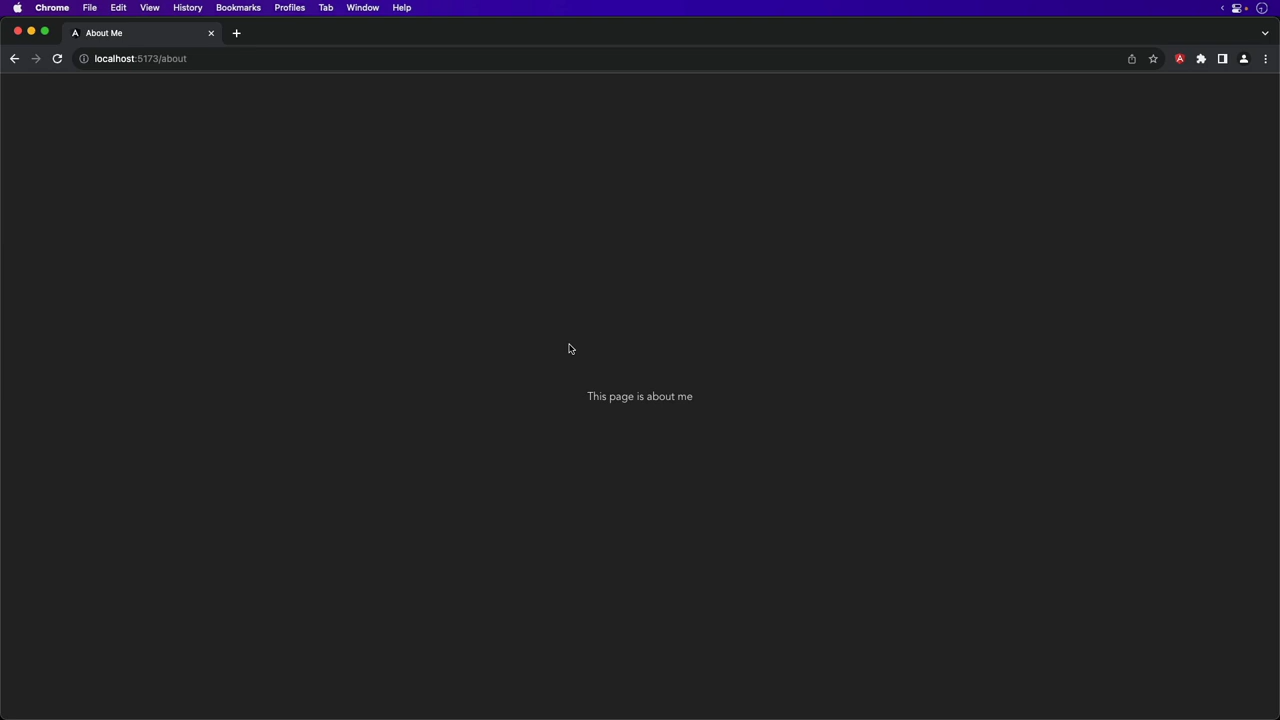 Chrome File Edit View History Bookmarks Profiles Tab Window Help
About Me
localhost:5173/about
This page is about me